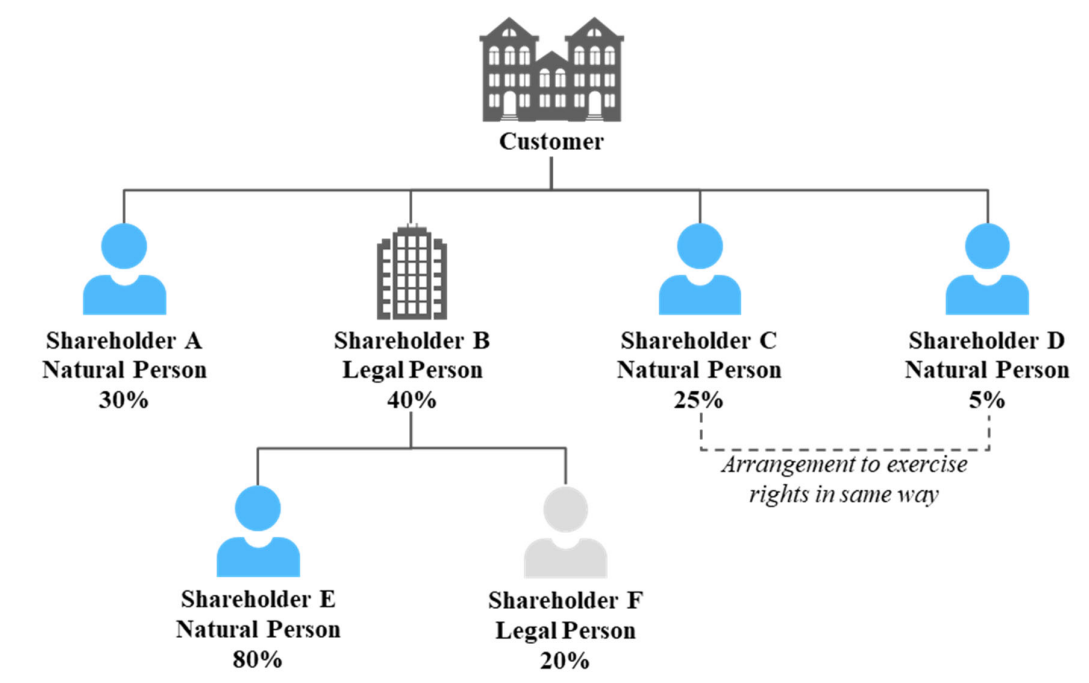 Customer
Shareholder A
Natural Person
30%
Shareholder B
Legal Person
40%
Shareholder C
Natural Person
25%
Shareholder D
Natural Person
5%
Arrangement to exercise
rights in same way
Shareholder E
Natural Person
80%
Shareholder F
Legal Person
20%